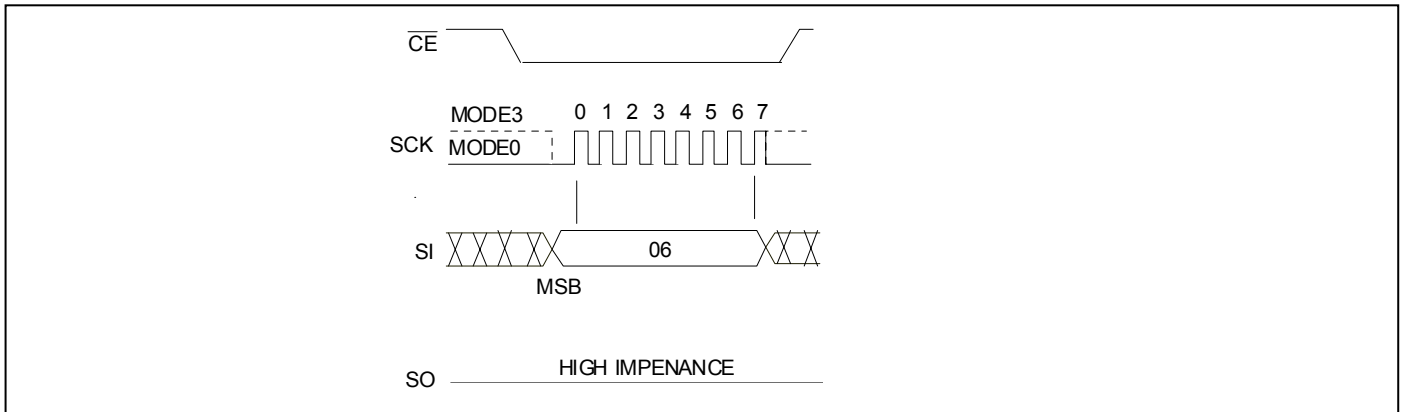 CE
MODE3
0 1 2 3 4 5 6 7
SCK
MODE0
SI
06
MSB
SO
HIGH IMPENANCE